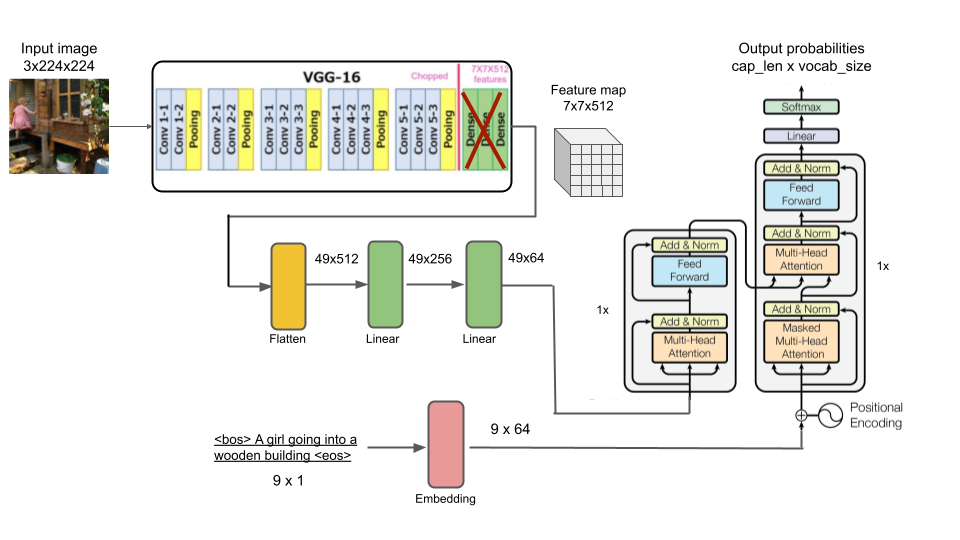 Input image
3x224x224
VGG-16
Chopped
7X7X512
features
Conv 1-1
Conv 1-2
Pooing
Conv 2-1
Conv 2-2
Pooing
Conv 3-1
Conv 3-2
Conv 3-3
Pooing
Conv 4-1
Conv 4-2
Conv 4-3
Pooing
Conv 5-1
Conv 5-2
Conv 5-3
Pooing
Dense
Dense
Dense
Feature map
7x7x512
Output probabilities
cap_len x vocab_size
Softmax
Linear
Add & Norm
Feed
Forward
Add & Norm
Multi-Head
Attention
1x
Add & Norm
Masked
Multi-Head
Attention
Add & Norm
Feed
Forward
1x
Add & Norm
Multi-Head
Attention
Positional
Encoding
49x512
49x256
49x64
Flatten
Linear
Linear
<bos> A girl going into a
wooden building <eos>
9 x 1
9 x 64
Embedding